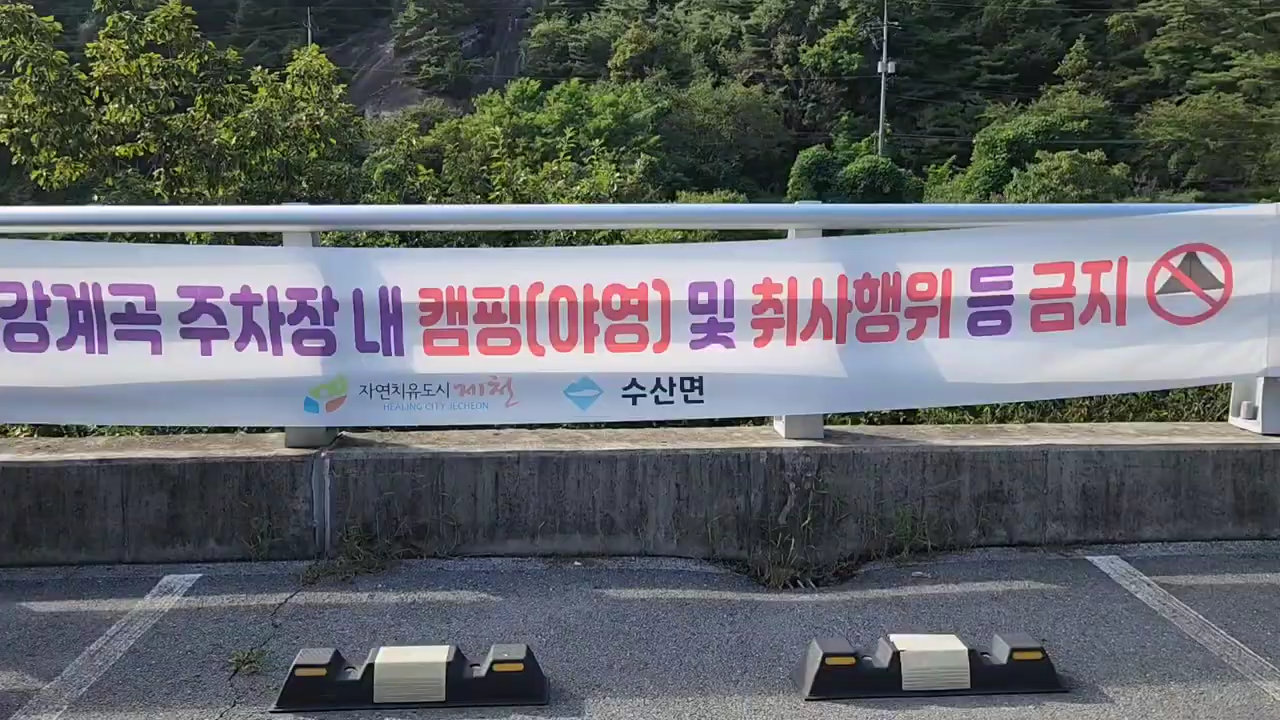 강계곡 주차장 내 캠핑(야영) 및 취사행위 등 금지
자연치유도시 제천 수산면
HEALING CITY JECHEON